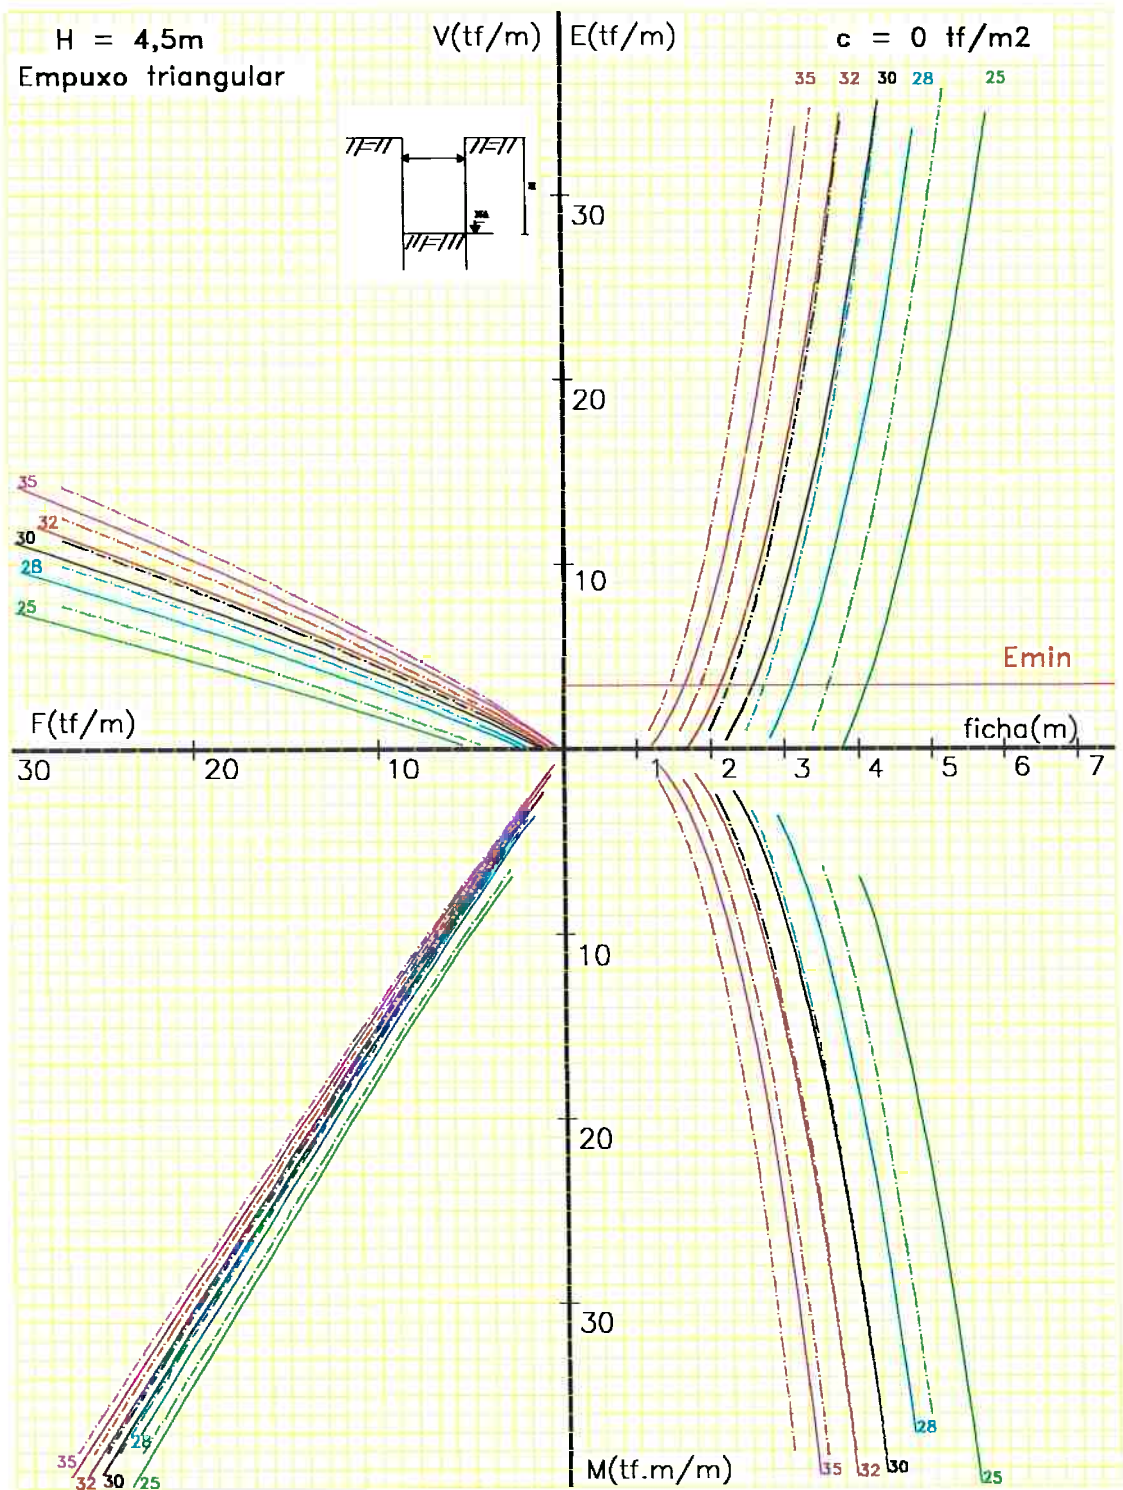 H = 4,5m
V(tf/m)
E(tf/m)
c = 0 tf/m2
Empuxo triangular
35 32 30 28 25
30
20
10
Emin
35
32
30
28
25
F(tf/m)
ficha(m)
30 20 10
1 2 3 4 5 6 7
10
20
30
28
28
35 32 30 25
M(tf.m/m)
35 32 30 25